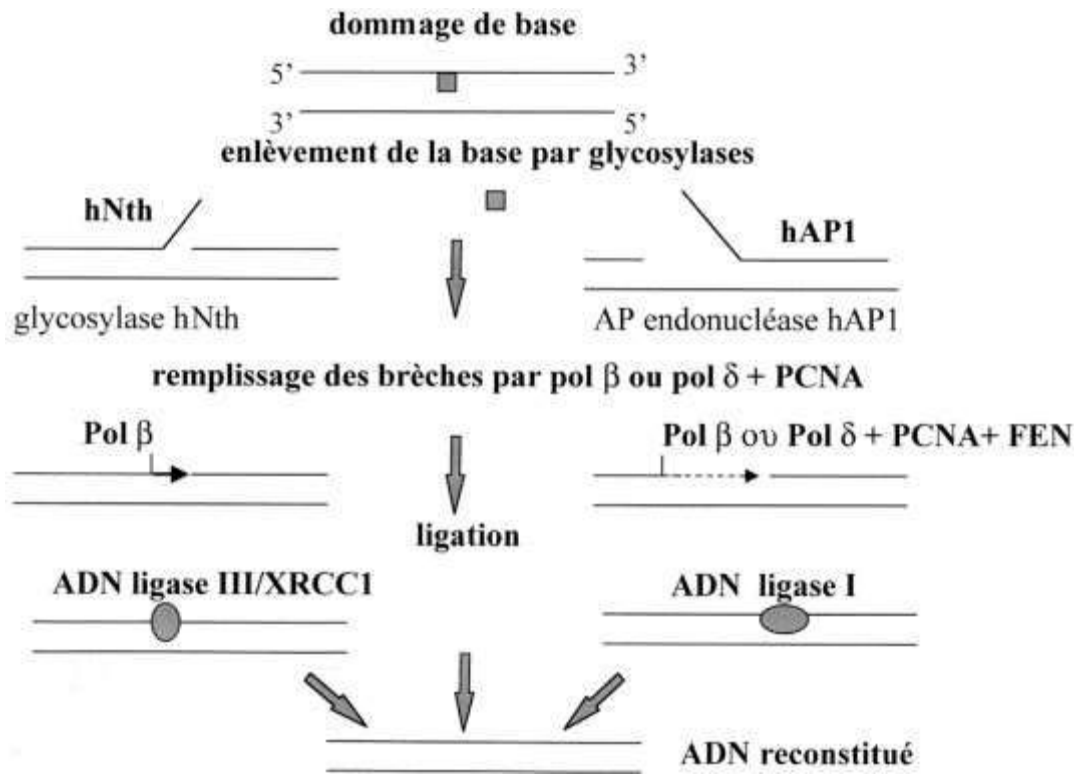 dommage de base
5’ 3’
3’ 5’
enlèvement de la base par glycosylases
hNth
hAP1
glycosylase hNth
AP endonucléase hAP1
remplissage des brèches par pol β ou pol δ + PCNA
Pol β
Pol β ου Pol δ + PCNA+ FEN
ligation
ADN ligase III/XRCC1
ADN ligase I
ADN reconstitué